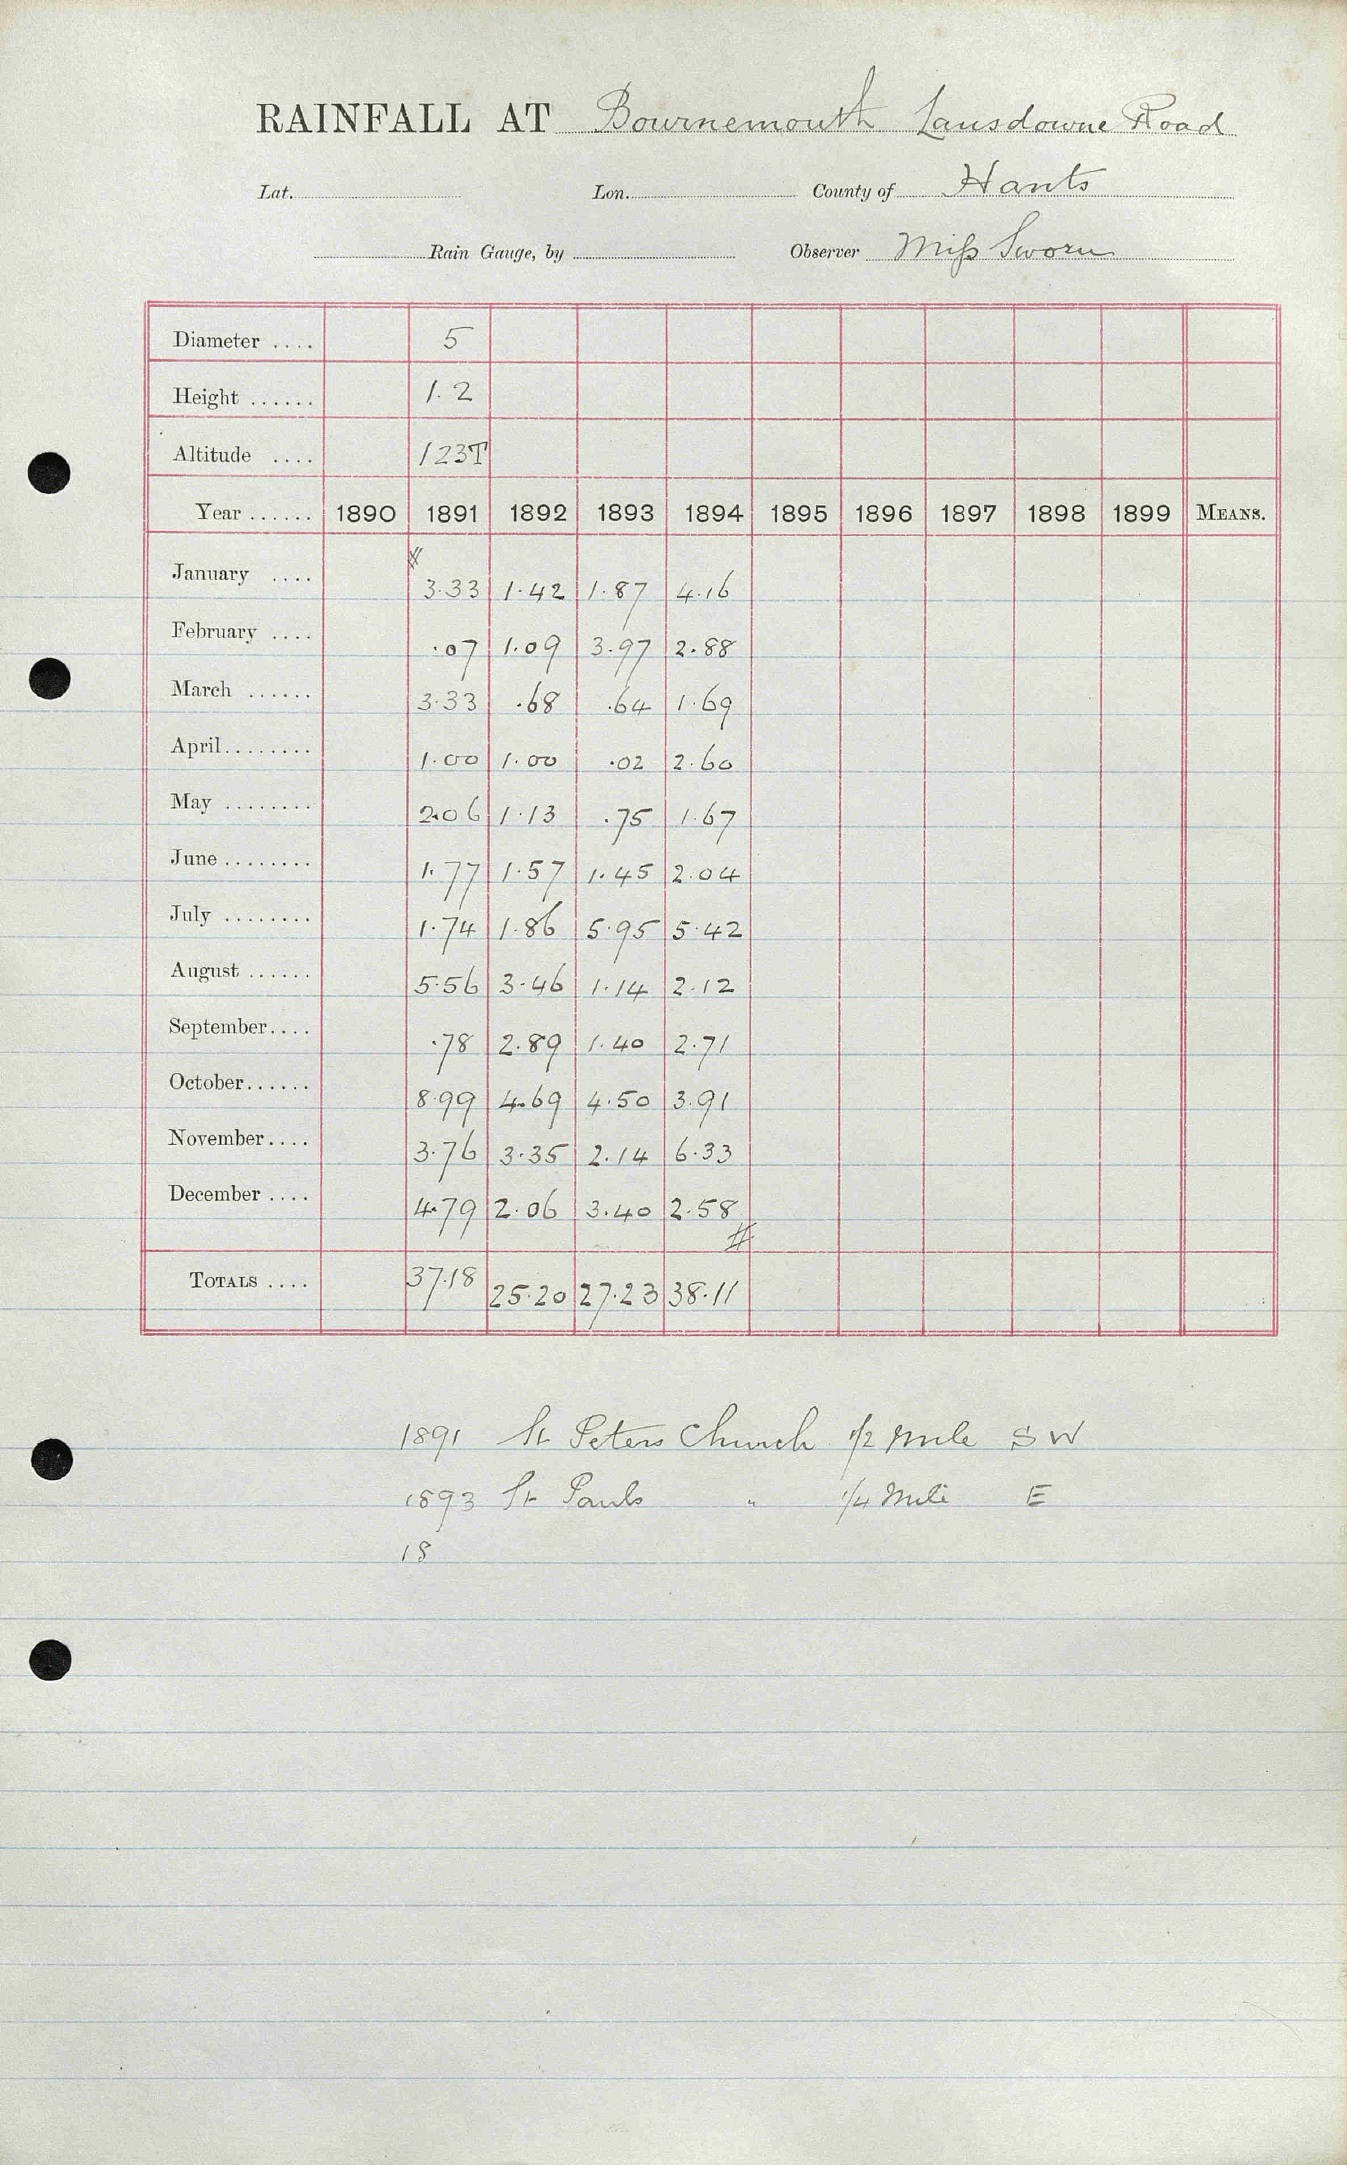 RAINFALL AT Bournemouth Lansdowne Road
Lat. Lon. County of Hants
Rain Gauge, by Observer Miss Sworn
Diameter .... 5
Height ...... 1.2
Altitude .... 123T
Year ...... 1890 1891 1892 1893 1894 1895 1896 1897 1898 1899 MEANS.
January .... 3.33 1.42 1.87 4.16
February .... .07 1.09 3.97 2.88
March ...... 3.33 .68 .64 1.69
April ........ 1.00 1.00 .02 2.60
May ........ 2.06 1.13 .75 1.67
June ........ 1.77 1.57 1.45 2.04
July ........ 1.74 1.86 5.95 5.42
August ...... 5.56 3.46 1.14 2.12
September .... .78 2.89 1.40 2.71
October ...... 8.99 4.69 4.50 3.91
November .... 3.76 3.35 2.14 6.33
December .... 4.79 2.06 3.40 2.58
#
TOTALS .... 37.18 25.20 27.23 38.11
1891 St Peters Church 1/2 Mile S W
1893 St Pauls " 1/4 Mile E
18